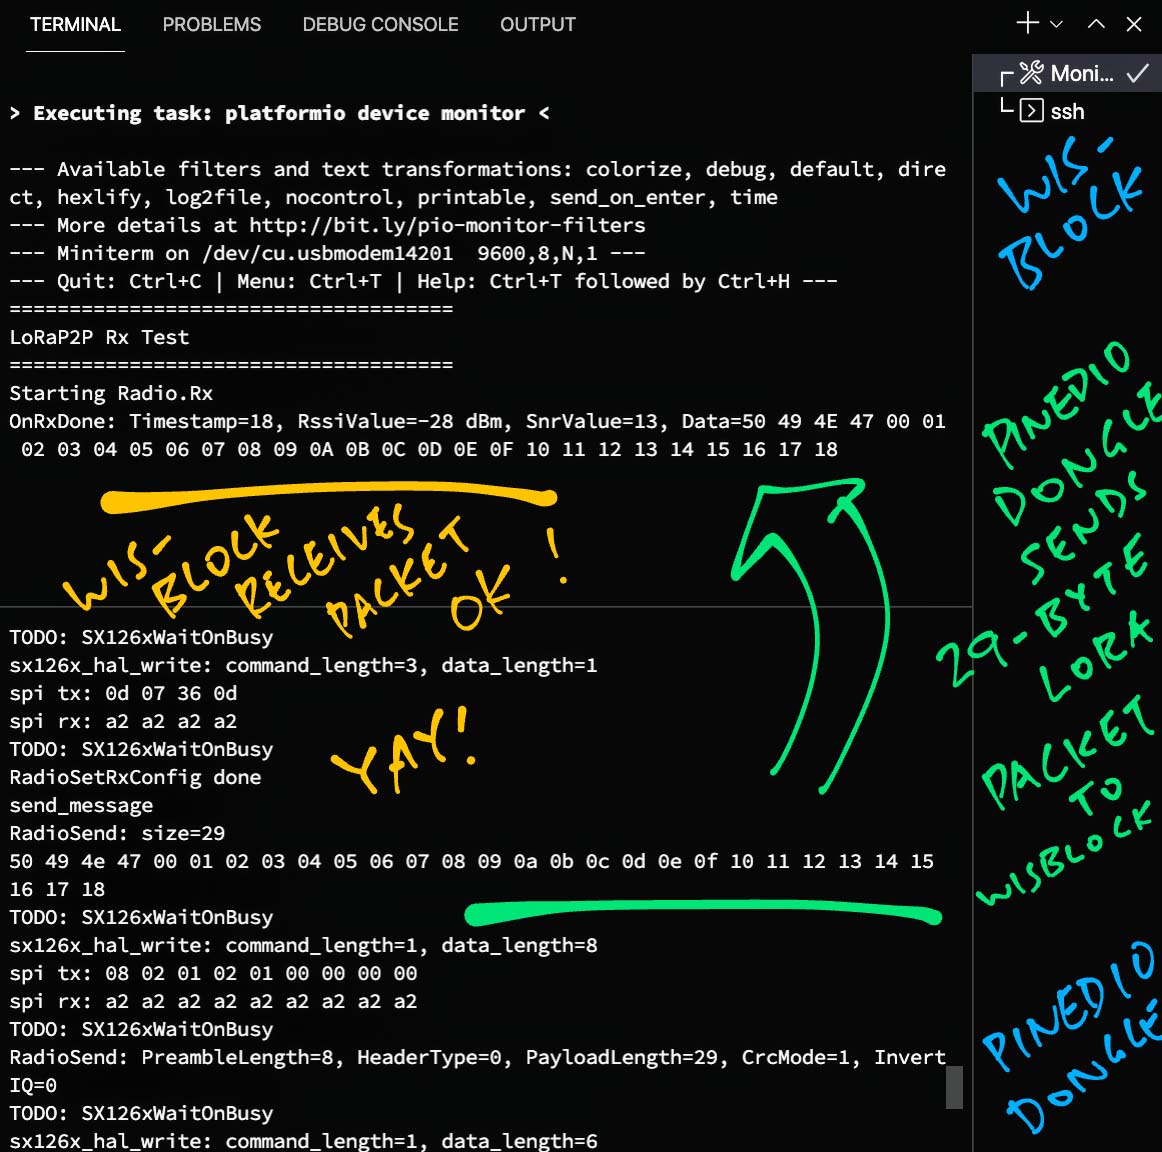 TERMINAL PROBLEMS DEBUG CONSOLE OUTPUT
Moni...
ssh
> Executing task: platformio device monitor <
--- Available filters and text transformations: colorize, debug, default, dire
ct, hexlify, log2file, nocontrol, printable, send_on_enter, time
--- More details at http://bit.ly/pio-monitor-filters
--- Miniterm on /dev/cu.usbmodem14201  9600,8,N,1 ---
--- Quit: Ctrl+C | Menu: Ctrl+T | Help: Ctrl+T followed by Ctrl+H ---
=====================================
LoRaP2P Rx Test
=====================================
Starting Radio.Rx
OnRxDone: Timestamp=18, RssiValue=-28 dBm, SnrValue=13, Data=50 49 4E 47 00 01
02 03 04 05 06 07 08 09 0A 0B 0C 0D 0E 0F 10 11 12 13 14 15 16 17 18
WIS-
BLOCK
RECEIVES
PACKET
OK !
TODO: SX126xWaitOnBusy
sx126x_hal_write: command_length=3, data_length=1
spi tx: 0d 07 36 0d
spi rx: a2 a2 a2 a2
TODO: SX126xWaitOnBusy
RadioSetRxConfig done
send_message
RadioSend: size=29
50 49 4e 47 00 01 02 03 04 05 06 07 08 09 0a 0b 0c 0d 0e 0f 10 11 12 13 14 15
16 17 18
TODO: SX126xWaitOnBusy
sx126x_hal_write: command_length=1, data_length=8
spi tx: 08 02 01 02 01 00 00 00 00
spi rx: a2 a2 a2 a2 a2 a2 a2 a2 a2
TODO: SX126xWaitOnBusy
RadioSend: PreambleLength=8, HeaderType=0, PayloadLength=29, CrcMode=1, Invert
IQ=0
TODO: SX126xWaitOnBusy
sx126x_hal_write: command_length=1, data_length=6
YAY!
WIS-
BLOCK
PINEDIO
DONGLE
SENDS
29-BYTE
LORA
PACKET
TO
WISBLOCK
PINEDIO
DONGLE